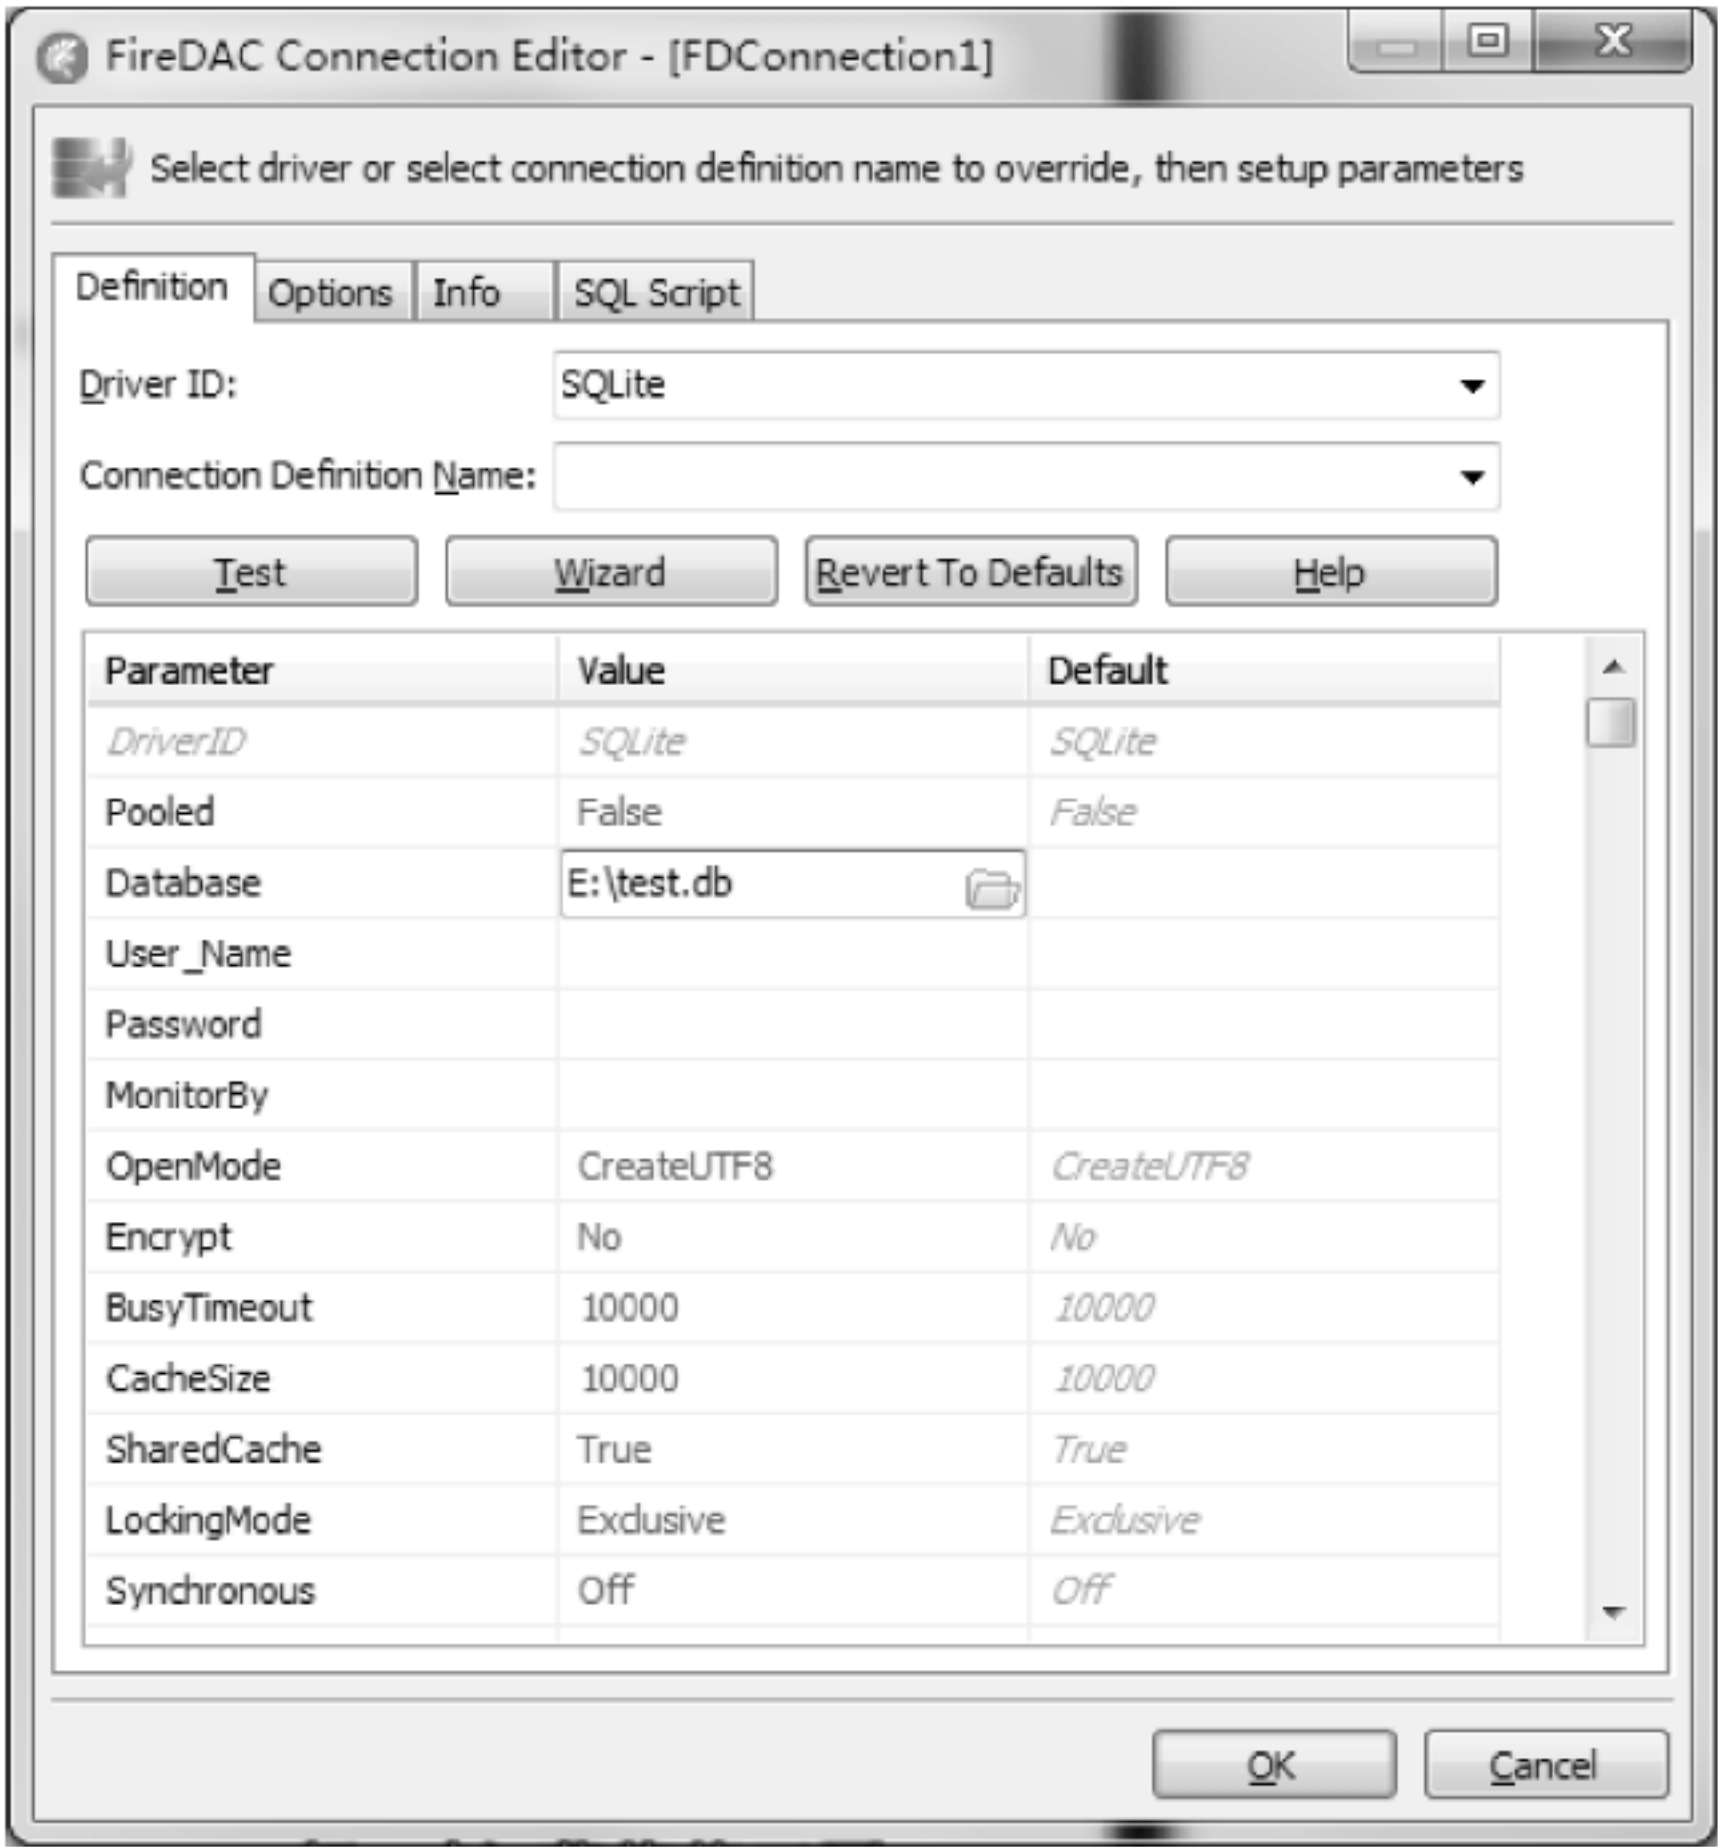 FireDAC Connection Editor - [FDConnection1]
Select driver or select connection definition name to override, then setup parameters
Definition Options Info SQL Script
Driver ID: SQLite
Connection Definition Name:
Test Wizard Revert To Defaults Help
Parameter Value Default
DriverID SQLite SQLite
Pooled False False
Database E:\test.db
User_Name
Password
MonitorBy
OpenMode CreateUTF8 CreateUTF8
Encrypt No No
BusyTimeout 10000 10000
CacheSize 10000 10000
SharedCache True True
LockingMode Exclusive Exclusive
Synchronous Off Off
OK Cancel